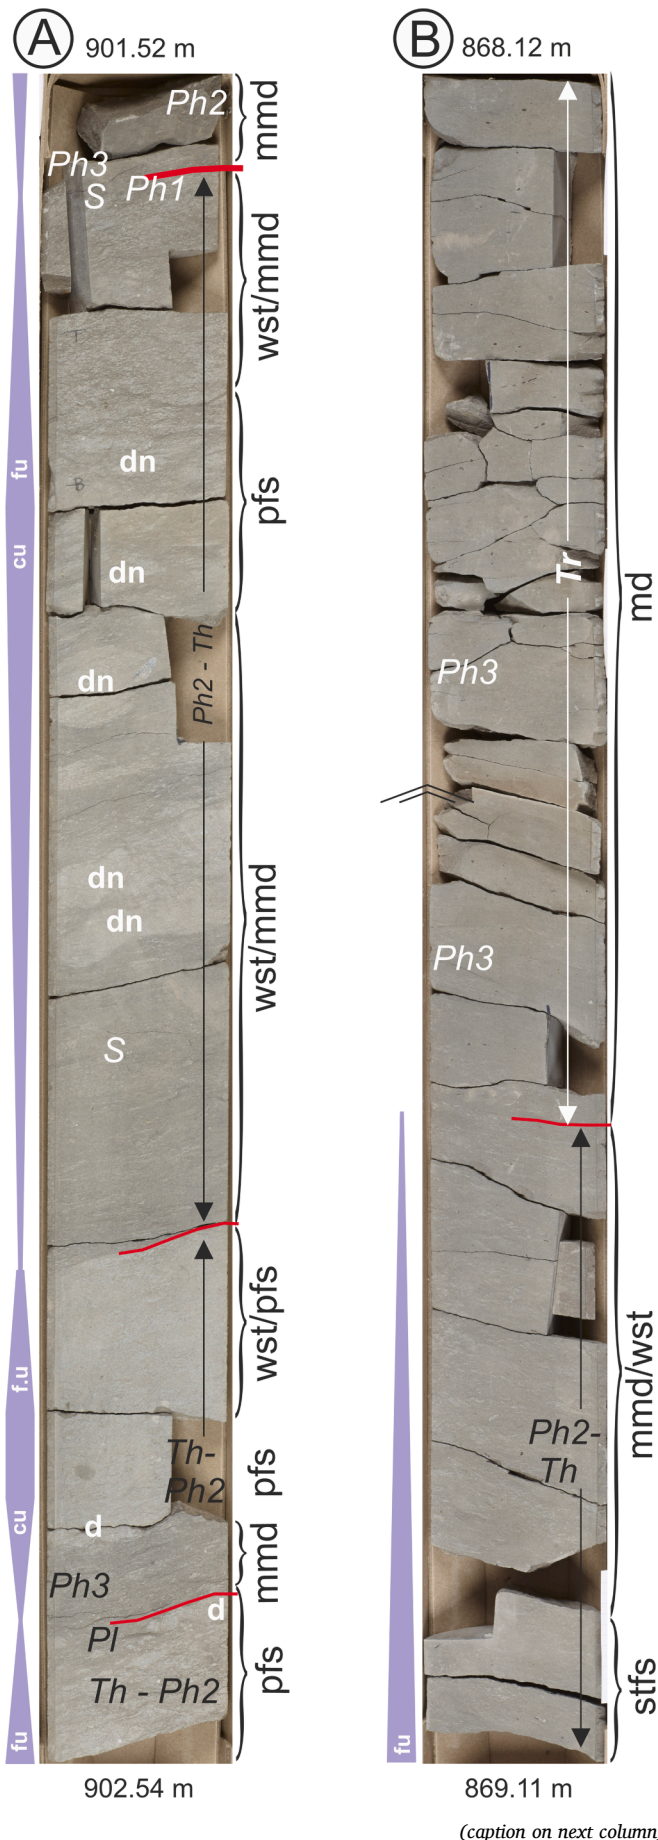 A 901.52 m
Ph2
mmd
Ph3
S
Ph1
wst/mmd
T
dn
B
fu
pfs
cu
dn
Ph2 - Th
dn
dn
dn
wst/mmd
S
wst/pfs
f.u
Th-
Ph2
pfs
cu
d
mmd
Ph3
d
Pl
Th - Ph2
pfs
fu
902.54 m
B 868.12 m
Tr
md
Ph3
Ph3
mmd/wst
Ph2-
Th
stfs
fu
869.11 m
(caption on next column